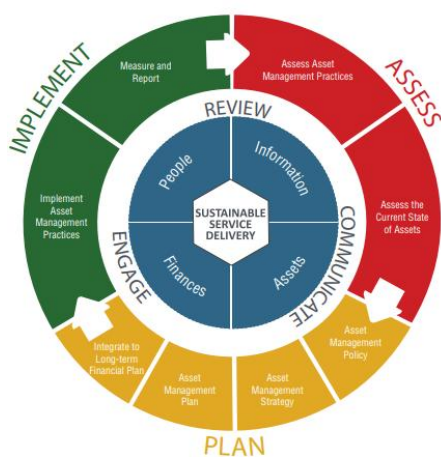 IMPLEMENT
Measure and
Report
Assess Asset
Management Practices
ASSESS
REVIEW
People
Information
Implement
Asset
Management
Practices
SUSTAINABLE
SERVICE
DELIVERY
Assess the
Current State
of Assets
ENGAGE
COMMUNICATE
Finances
Assets
Integrate to
Long-term
Financial Plan
Asset
Management
Plan
Asset
Management
Strategy
Asset
Management
Policy
PLAN